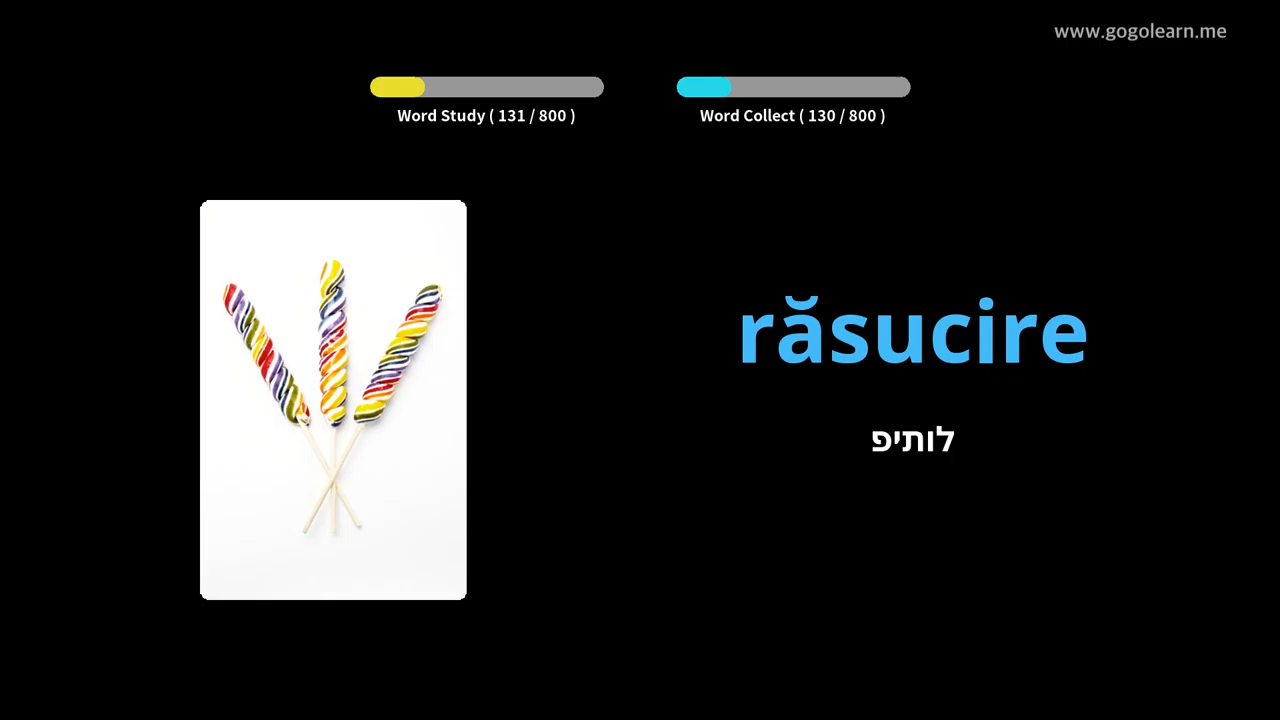 www.gogolearn.me
Word Study ( 131 / 800 )
Word Collect ( 130 / 800 )
răsucire
לותיפ